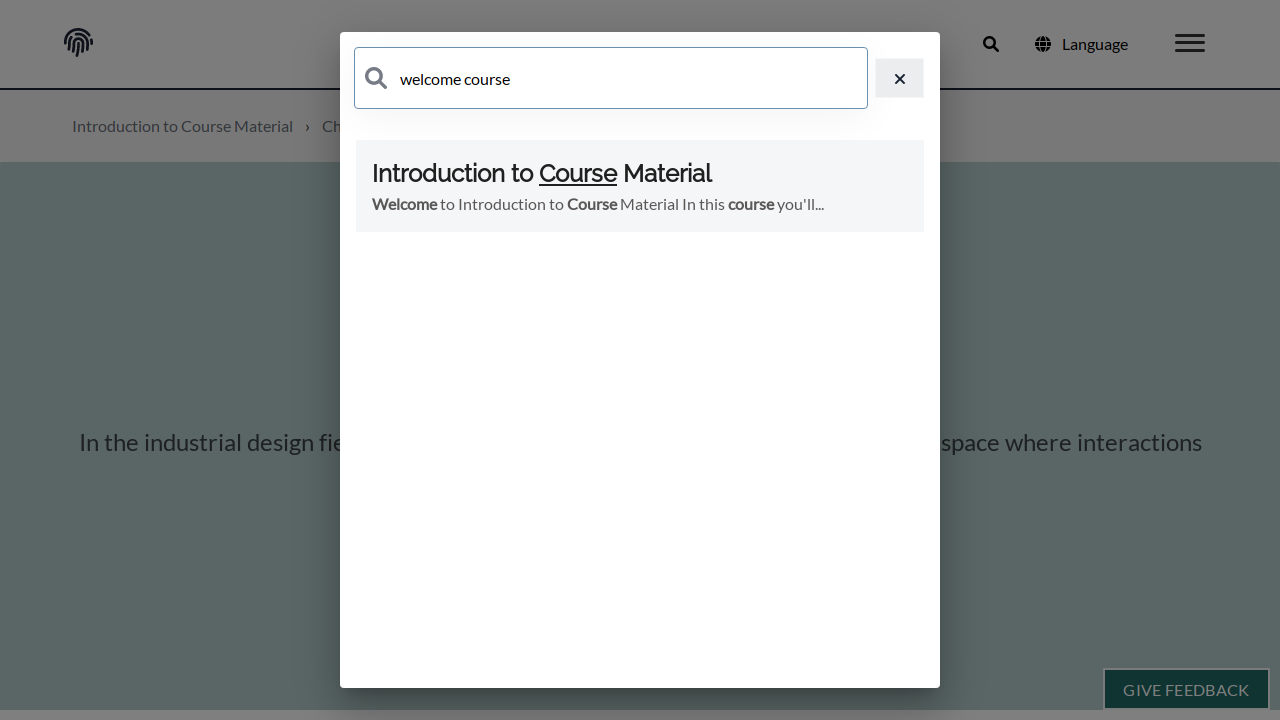 Language
welcome course
Introduction to Course Material › Ch
Introduction to Course Material
Welcome to Introduction to Course Material In this course you'll...
In the industrial design fie
space where interactions
GIVE FEEDBACK